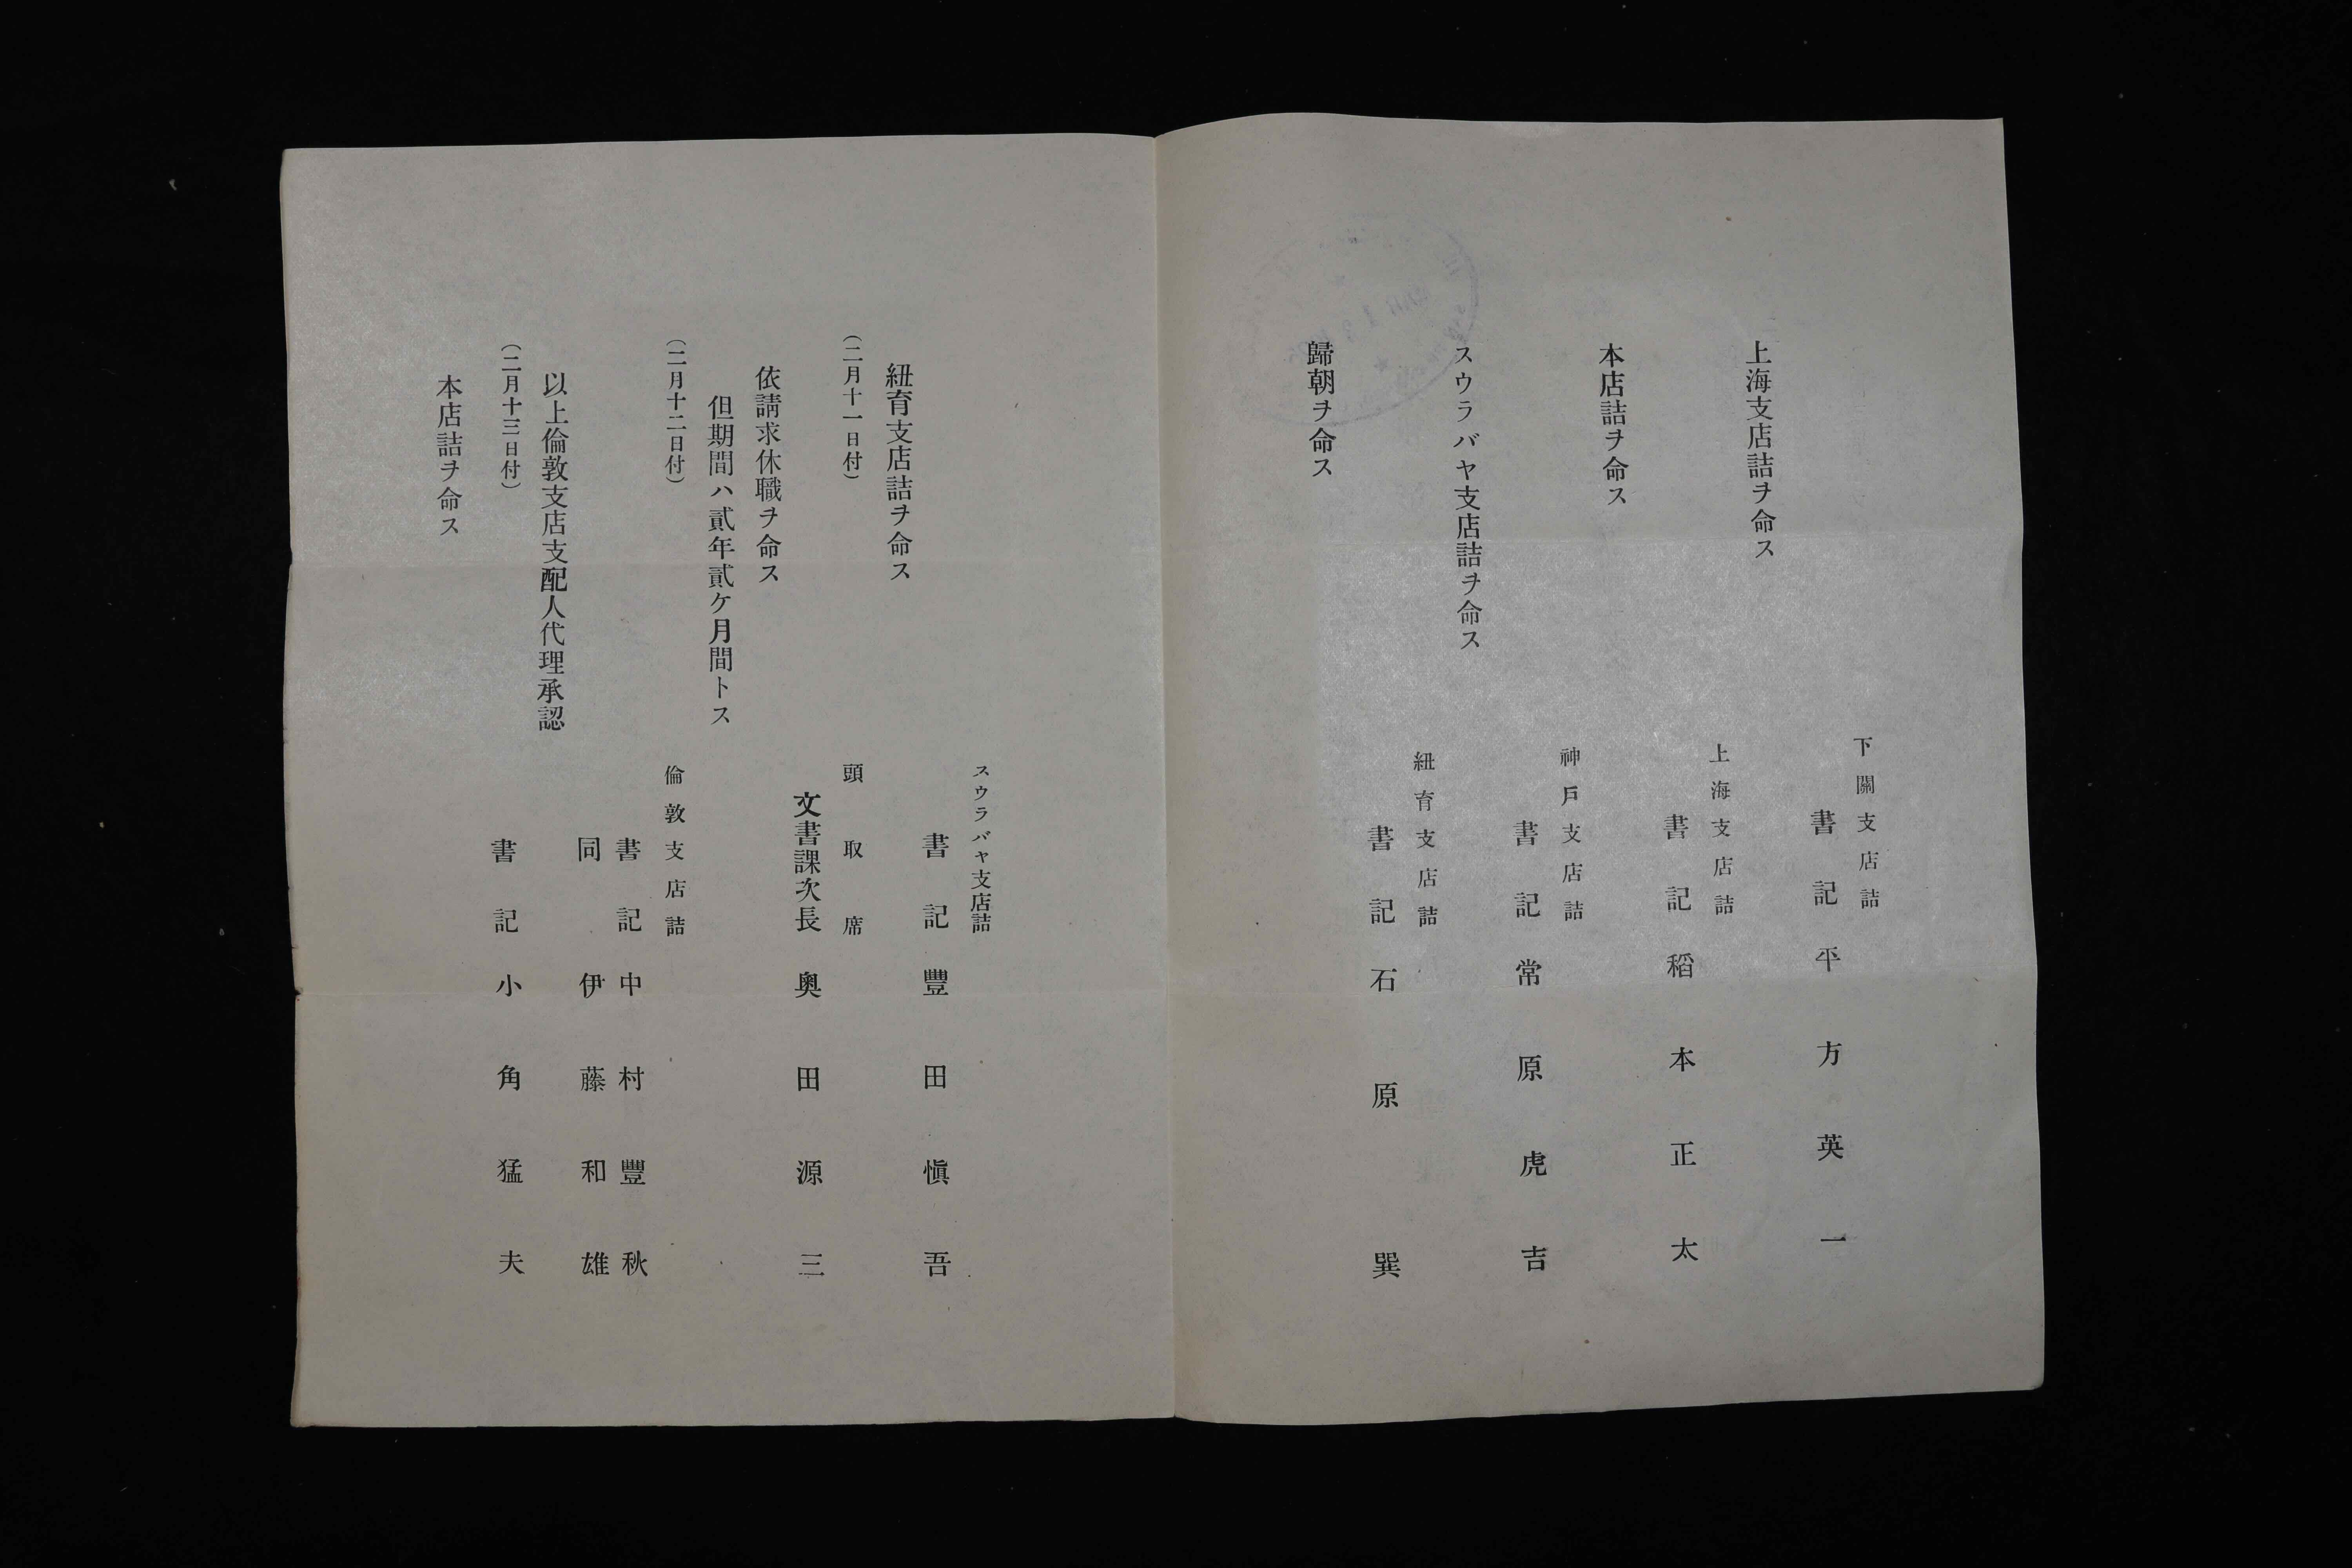 下關支店詰
書記 平方英一
上海支店詰ヲ命ス
上海支店詰
書記 稻本正太
本店詰ヲ命ス
神戶支店詰
書記 常原虎吉
スウラバヤ支店詰ヲ命ス
紐育支店詰
書記 石原巽
歸朝ヲ命ス
スウラバヤ支店詰
書記 豐田愼吾
紐育支店詰ヲ命ス
(二月十一日付)
頭取席
文書課次長 奧田源三
依請求休職ヲ命ス
但期間ハ貳年貳ケ月間トス
(二月十二日付)
倫敦支店詰
書記 中村豐秋
同 伊藤和雄
以上倫敦支店支配人代理承認
(二月十三日付)
書記 小角猛夫
本店詰ヲ命ス